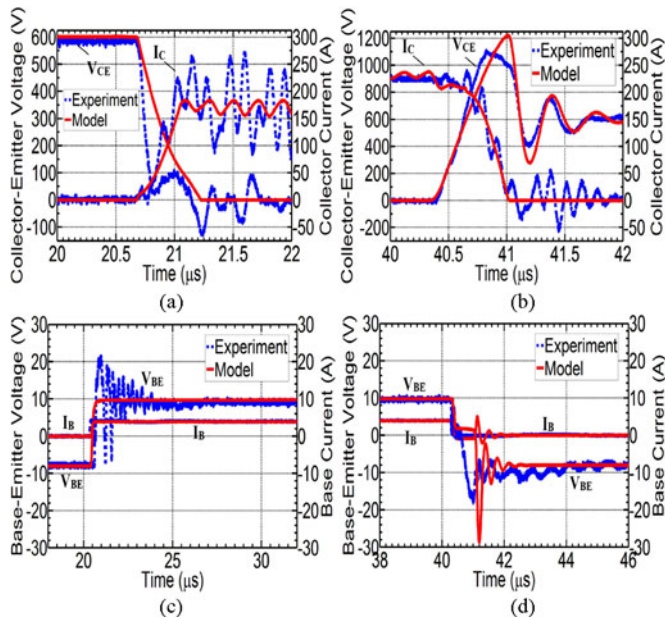 Collector-Emitter Voltage (V)
600
500
400
300
200
100
0
-100
V_CE
I_C
Experiment
Model
300
250
200
150
100
50
0
-50
Collector Current (A)
20 20.5 21 21.5 22
Time (μs)
(a)
Collector-Emitter Voltage (V)
1200
1000
800
600
400
200
0
-200
I_C
V_CE
Experiment
Model
300
250
200
150
100
50
0
-50
Collector Current (A)
40 40.5 41 41.5 42
Time (μs)
(b)
Base-Emitter Voltage (V)
30
20
10
0
-10
-20
-30
Experiment
Model
V_BE
I_B
I_B
V_BE
30
20
10
0
-10
-20
-30
Base Current (A)
18 20 25 30
Time (μs)
(c)
Base-Emitter Voltage (V)
30
20
10
0
-10
-20
-30
Experiment
Model
V_BE
I_B
I_B
V_BE
30
20
10
0
-10
-20
-30
Base Current (A)
38 40 42 44 46
Time (μs)
(d)